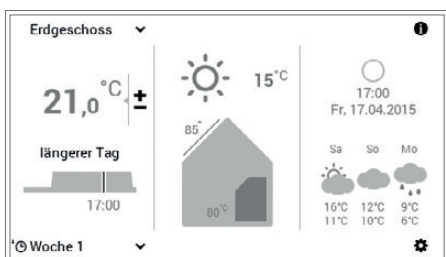 Erdgeschoss
21,0 °C ±
längerer Tag
17:00
Woche 1
15°C
85°
80°C
17:00
Fr, 17.04.2015
Sa So Mo
16°C 12°C 9°C
11°C 10°C 6°C